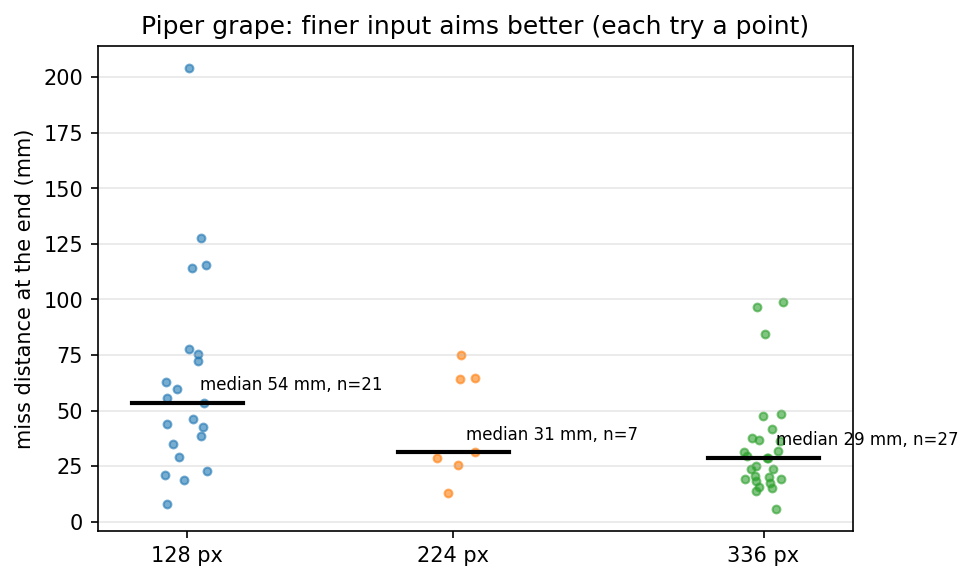 Piper grape: finer input aims better (each try a point)
miss distance at the end (mm)
200
175
150
125
100
75
50
25
0
median 54 mm, n=21
median 31 mm, n=7
median 29 mm, n=27
128 px
224 px
336 px